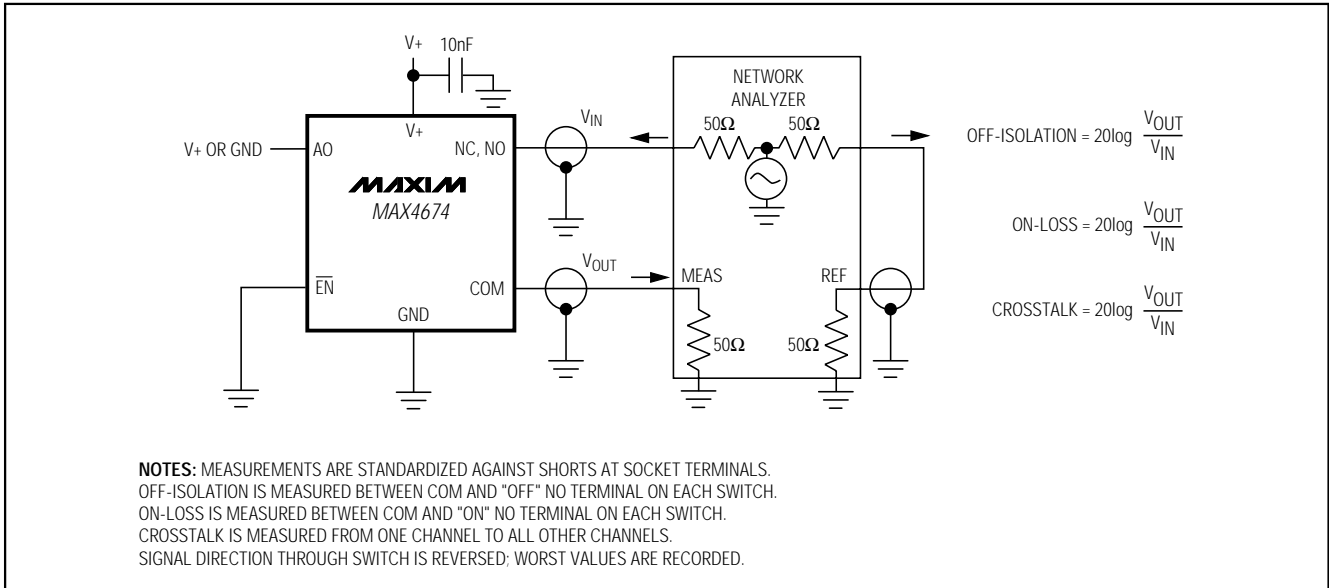 V+ 10nF
V+
V+ OR GND
AO
NC, NO
MAXIM
MAX4674
EN
COM
GND
VIN
VOUT
NETWORK
ANALYZER
50Ω 50Ω
MEAS
REF
50Ω
50Ω
OFF-ISOLATION = 20log VOUT
VIN
ON-LOSS = 20log VOUT
VIN
CROSSTALK = 20log VOUT
VIN
NOTES: MEASUREMENTS ARE STANDARDIZED AGAINST SHORTS AT SOCKET TERMINALS.
OFF-ISOLATION IS MEASURED BETWEEN COM AND "OFF" NO TERMINAL ON EACH SWITCH.
ON-LOSS IS MEASURED BETWEEN COM AND "ON" NO TERMINAL ON EACH SWITCH.
CROSSTALK IS MEASURED FROM ONE CHANNEL TO ALL OTHER CHANNELS.
SIGNAL DIRECTION THROUGH SWITCH IS REVERSED; WORST VALUES ARE RECORDED.